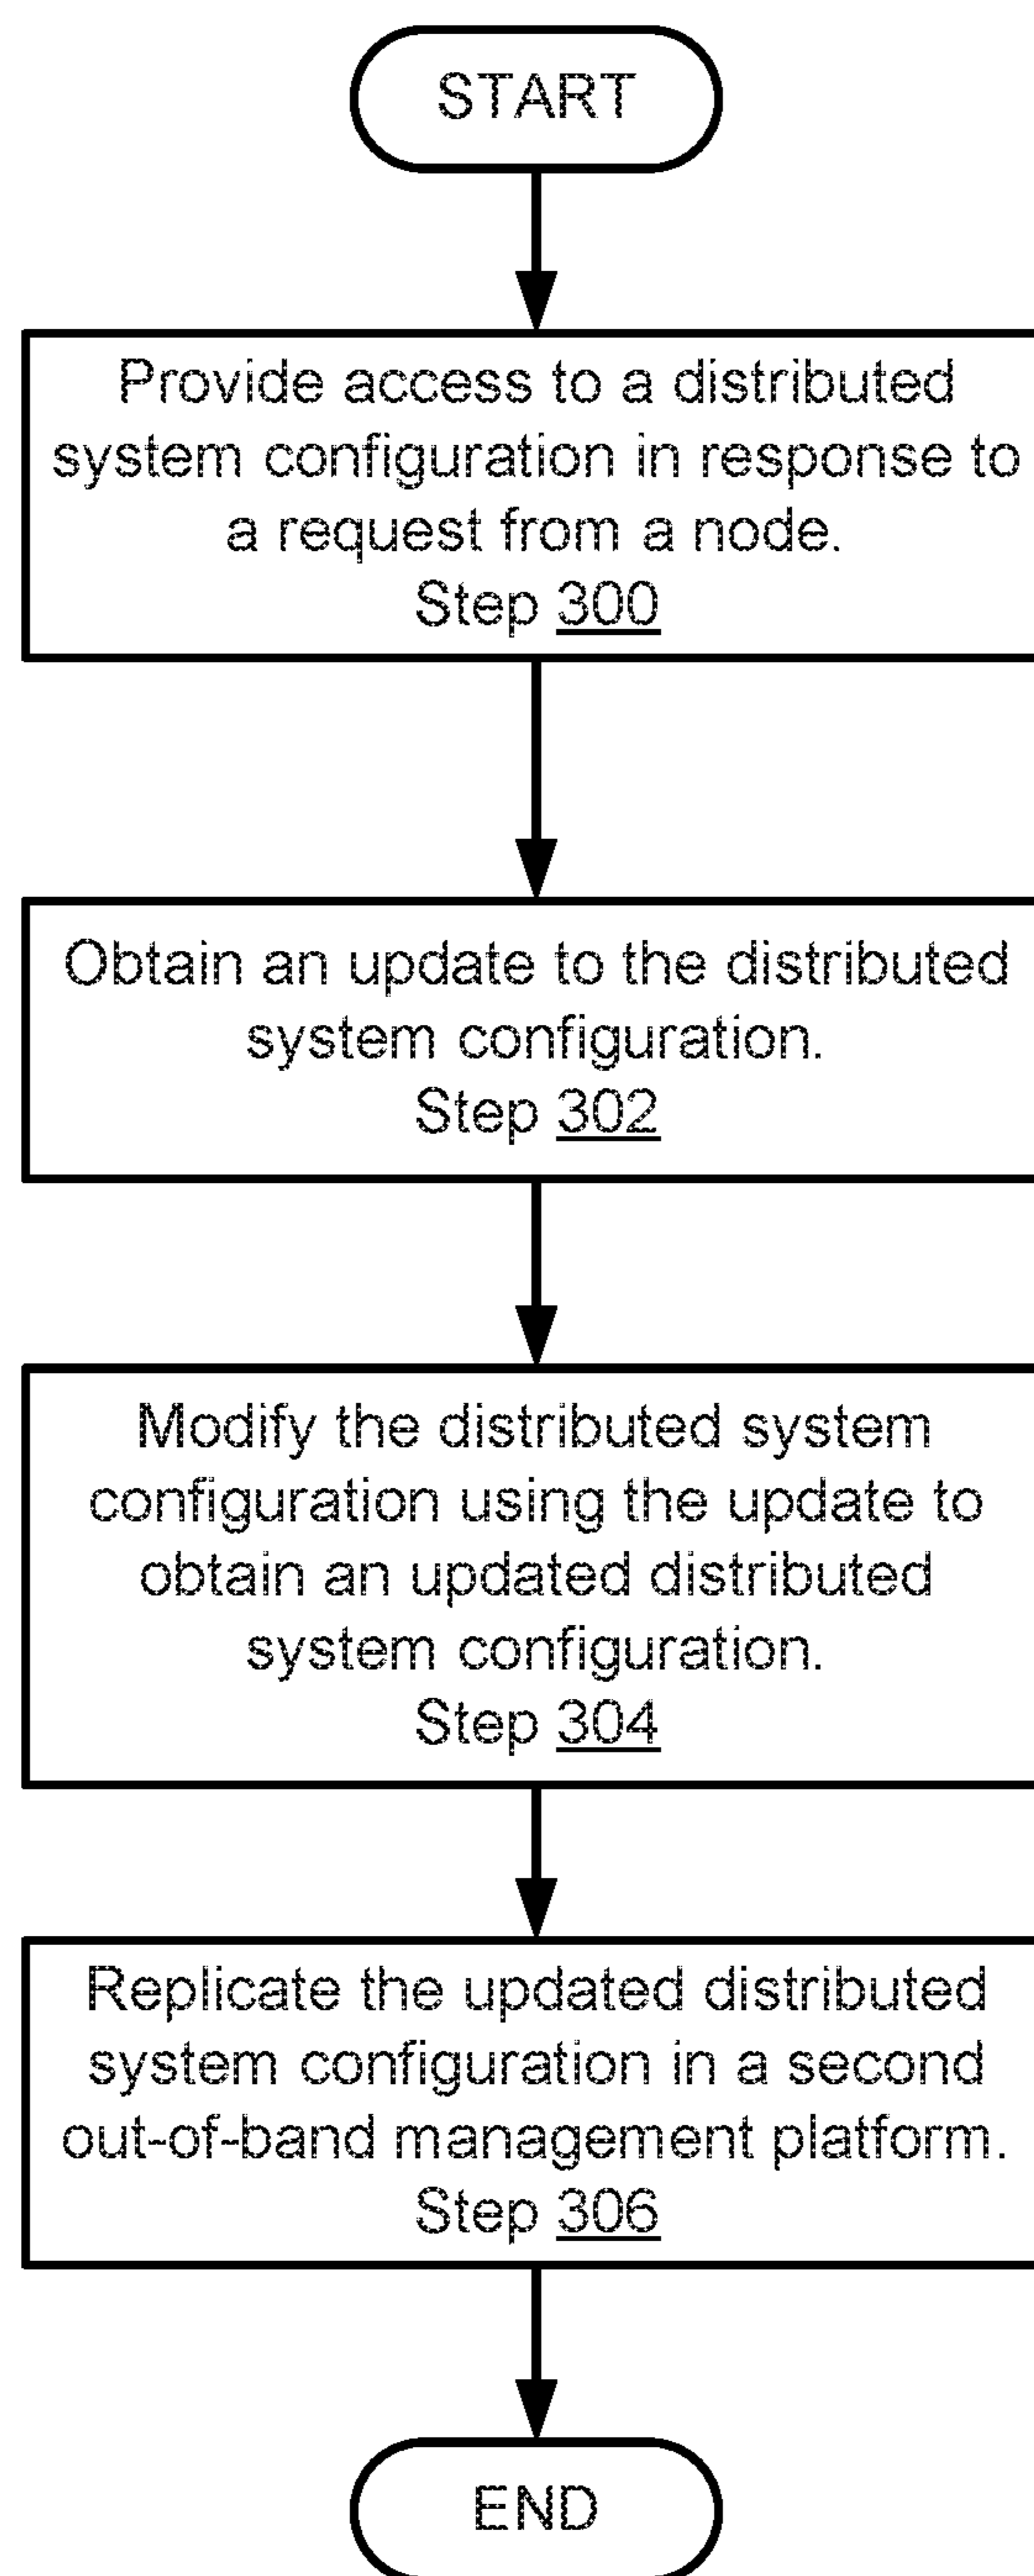 START
Provide access to a distributed
system configuration in response to
a request from a node.
Step 300
Obtain an update to the distributed
system configuration.
Step 302
Modify the distributed system
configuration using the update to
obtain an updated distributed
system configuration.
Step 304
Replicate the updated distributed
system configuration in a second
out-of-band management platform.
Step 306
END